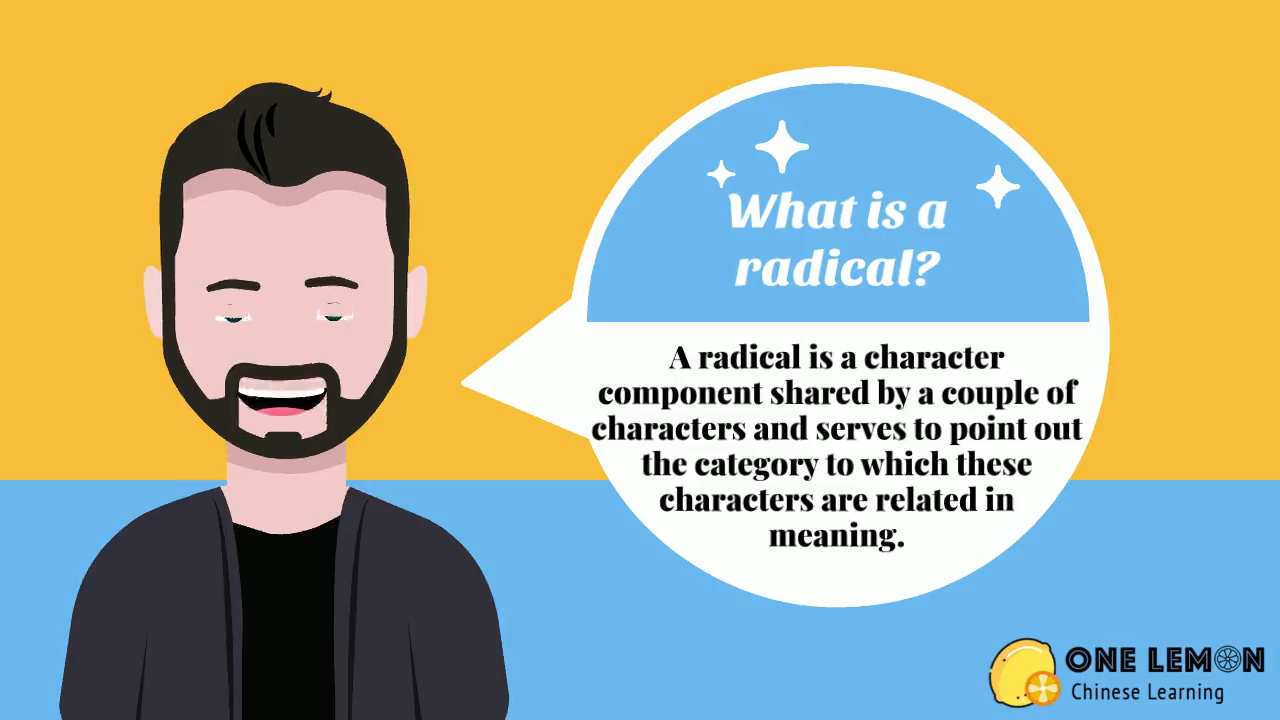 What is a
radical?
A radical is a character
component shared by a couple of
characters and serves to point out
the category to which these
characters are related in
meaning.
ONE LEMON
Chinese Learning